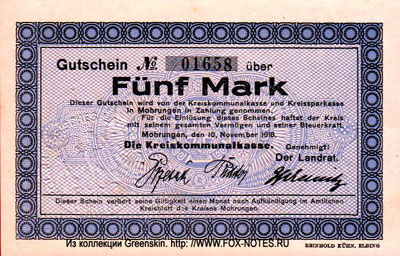 Gutschein № 01658 über
Fünf Mark
Dieser Gutschein wird von der Kreiskommunalkasse und Kreissparkasse
in Mohrungen in Zahlung genommen.
Für die Einlösung dieses Scheines haftet der Kreis
mit seinem gesamten Vermögen und seiner Steuerkraft.
Mohrungen, den 10. November 1918.
Die Kreiskommunalkasse.
Genehmigt!
Der Landrat.
Dieser Schein verliert seine Giltigkeit einen Monat nach Aufkündigung im Amtlichen
Kreisblatt des Kreises Mohrungen.
Из коллекции Greenskin. http://WWW.FOX-NOTES.RU
REINHOLD KÜHN, ELBING